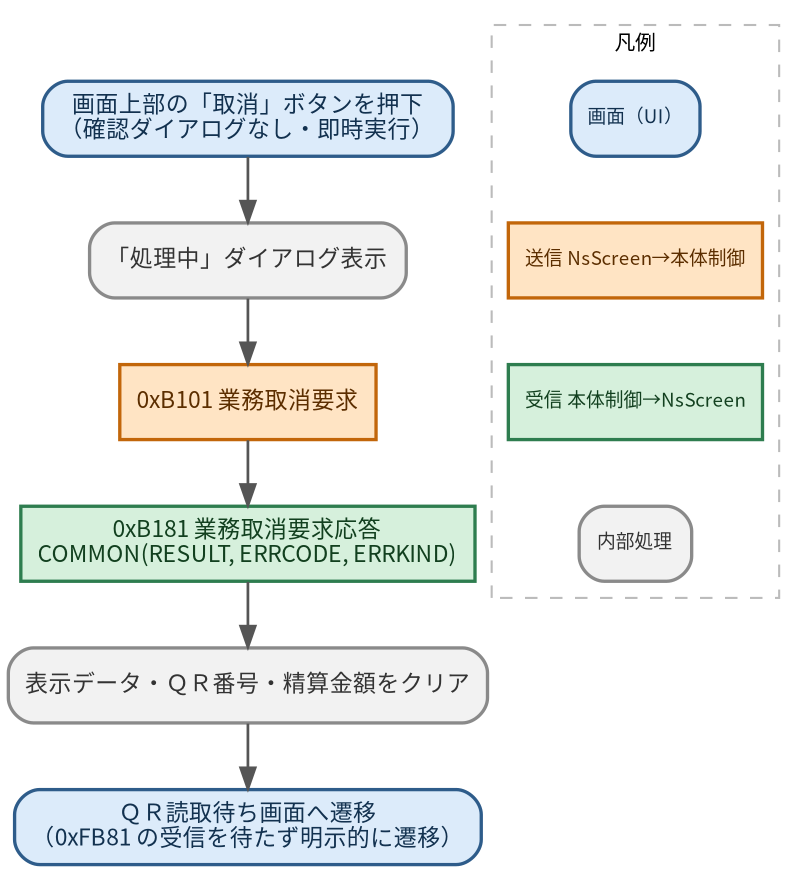 画面上部の「取消」ボタンを押下
（確認ダイアログなし・即時実行）
「処理中」ダイアログ表示
0xB101 業務取消要求
0xB181 業務取消要求応答
COMMON(RESULT, ERRCODE, ERRKIND)
表示データ・ＱＲ番号・精算金額をクリア
ＱＲ読取待ち画面へ遷移
（0xFB81 の受信を待たず明示的に遷移）
凡例
画面（UI）
送信 NsScreen→本体制御
受信 本体制御→NsScreen
内部処理